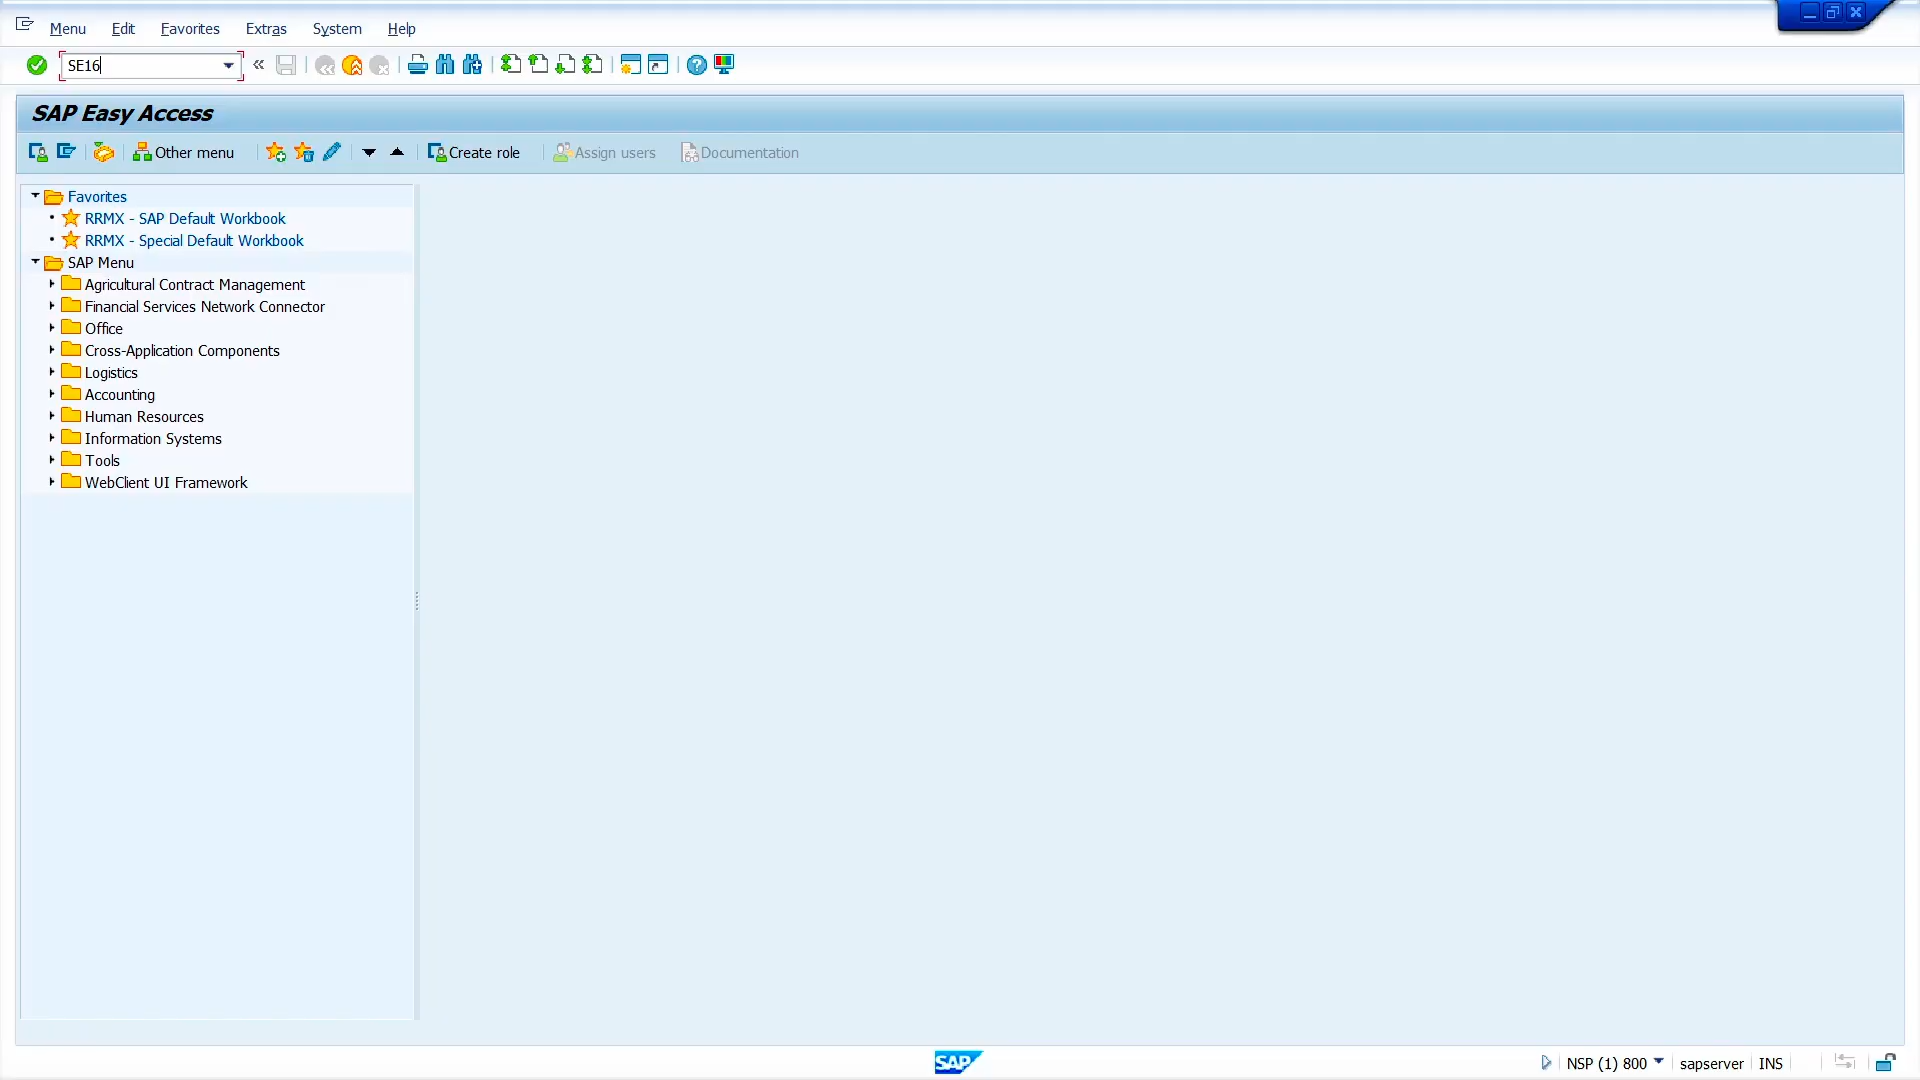 Menu Edit Favorites Extras System Help
SE16
SAP Easy Access
Other menu Create role Assign users Documentation
Favorites
RRMX - SAP Default Workbook
RRMX - Special Default Workbook
SAP Menu
Agricultural Contract Management
Financial Services Network Connector
Office
Cross-Application Components
Logistics
Accounting
Human Resources
Information Systems
Tools
WebClient UI Framework
SAP NSP (1) 800 sapserver INS